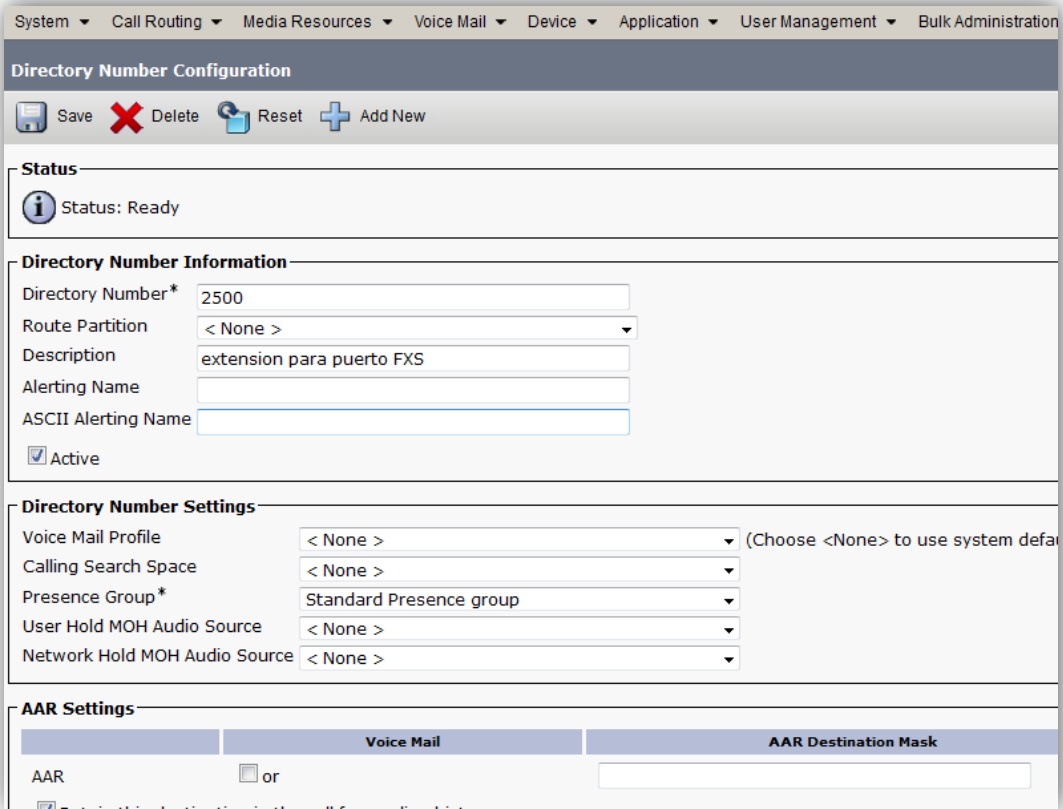 System Call Routing Media Resources Voice Mail Device Application User Management Bulk Administration
Directory Number Configuration
Save Delete Reset Add New
Status
Status: Ready
Directory Number Information
Directory Number* 2500
Route Partition < None >
Description extension para puerto FXS
Alerting Name
ASCII Alerting Name
Active
Directory Number Settings
Voice Mail Profile < None > (Choose <None> to use system defau
Calling Search Space < None >
Presence Group* Standard Presence group
User Hold MOH Audio Source < None >
Network Hold MOH Audio Source < None >
AAR Settings
Voice Mail AAR Destination Mask
AAR or